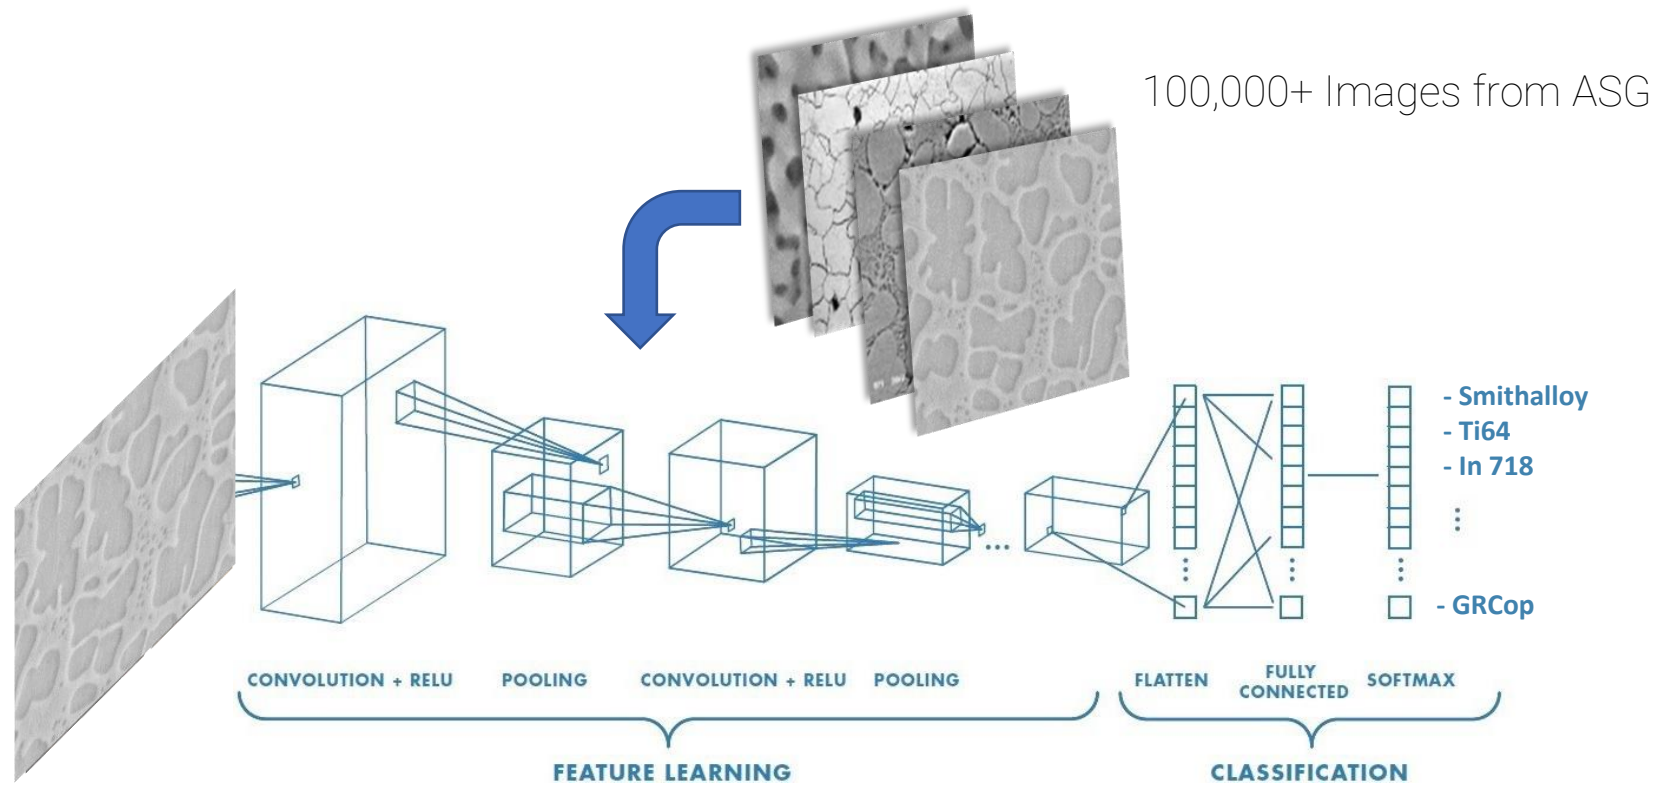 100,000+ Images from ASG
- Smithalloy
- Ti64
- In 718
- GRCop
CONVOLUTION + RELU
POOLING
CONVOLUTION + RELU
POOLING
FLATTEN
FULLY
CONNECTED
SOFTMAX
FEATURE LEARNING
CLASSIFICATION